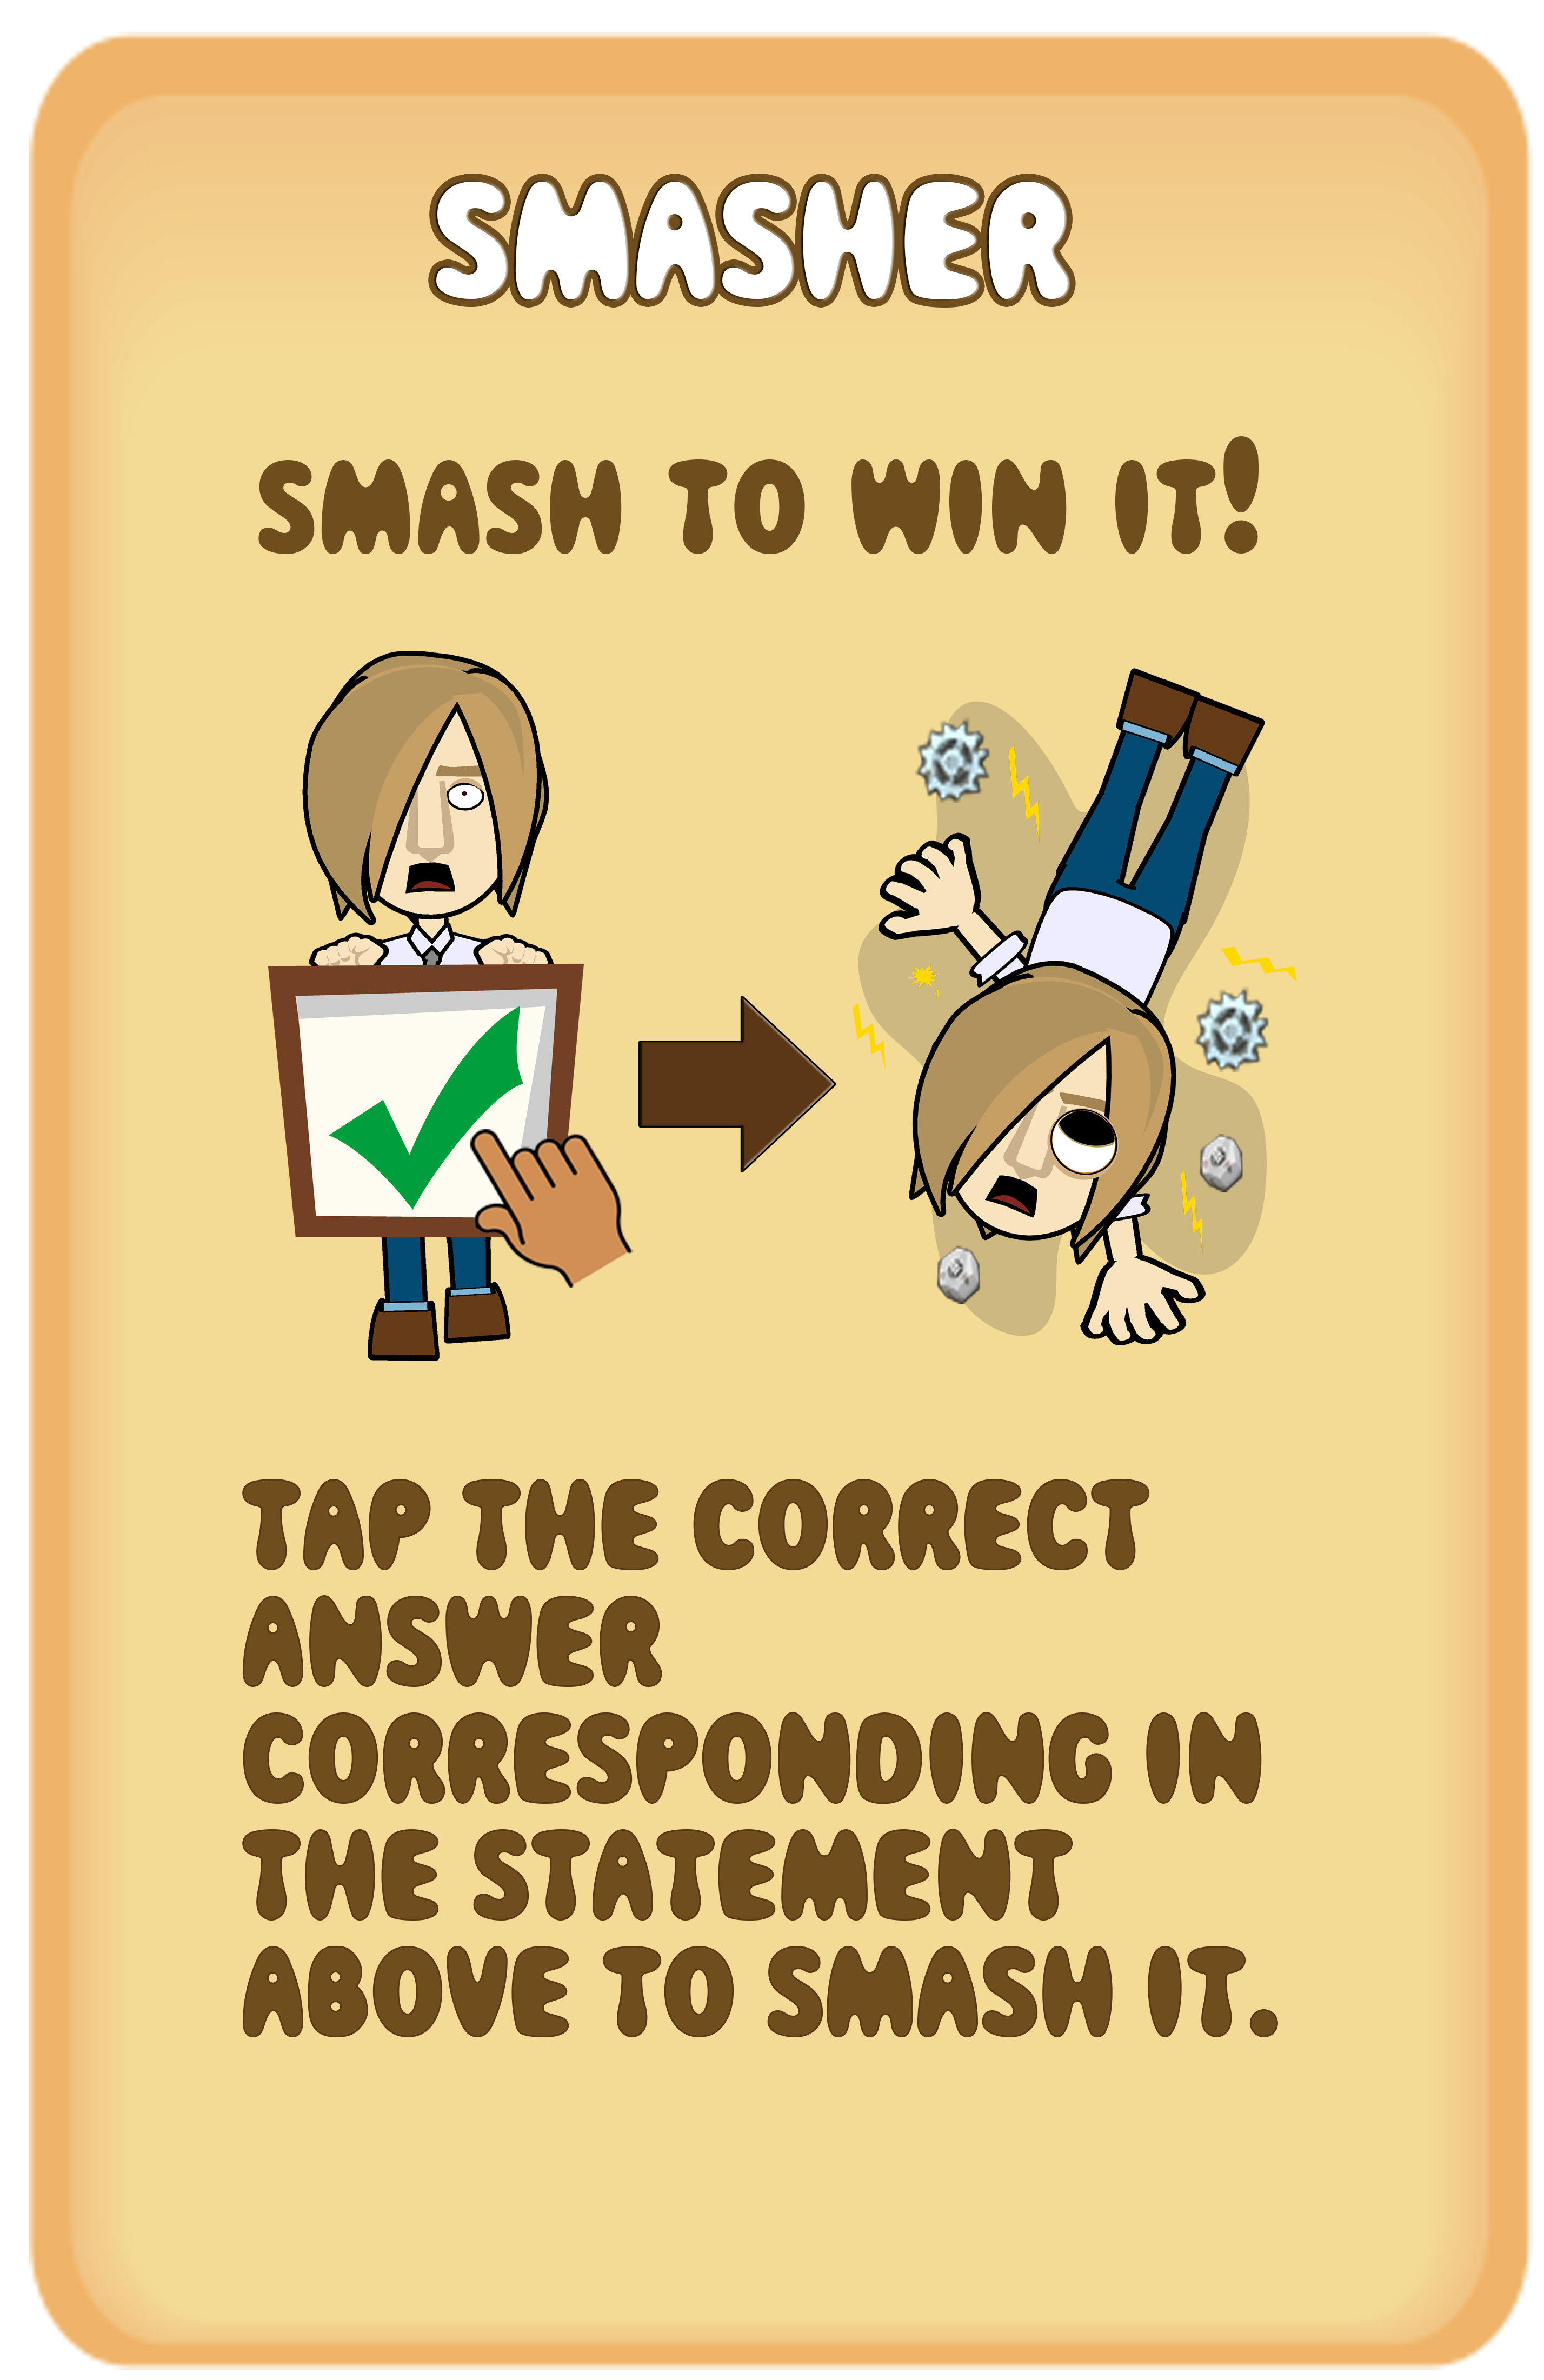 SMASHER
SMASH TO WIN IT!
TAP THE CORRECT
ANSWER
CORRESPONDING IN
THE STATEMENT
ABOVE TO SMASH IT.